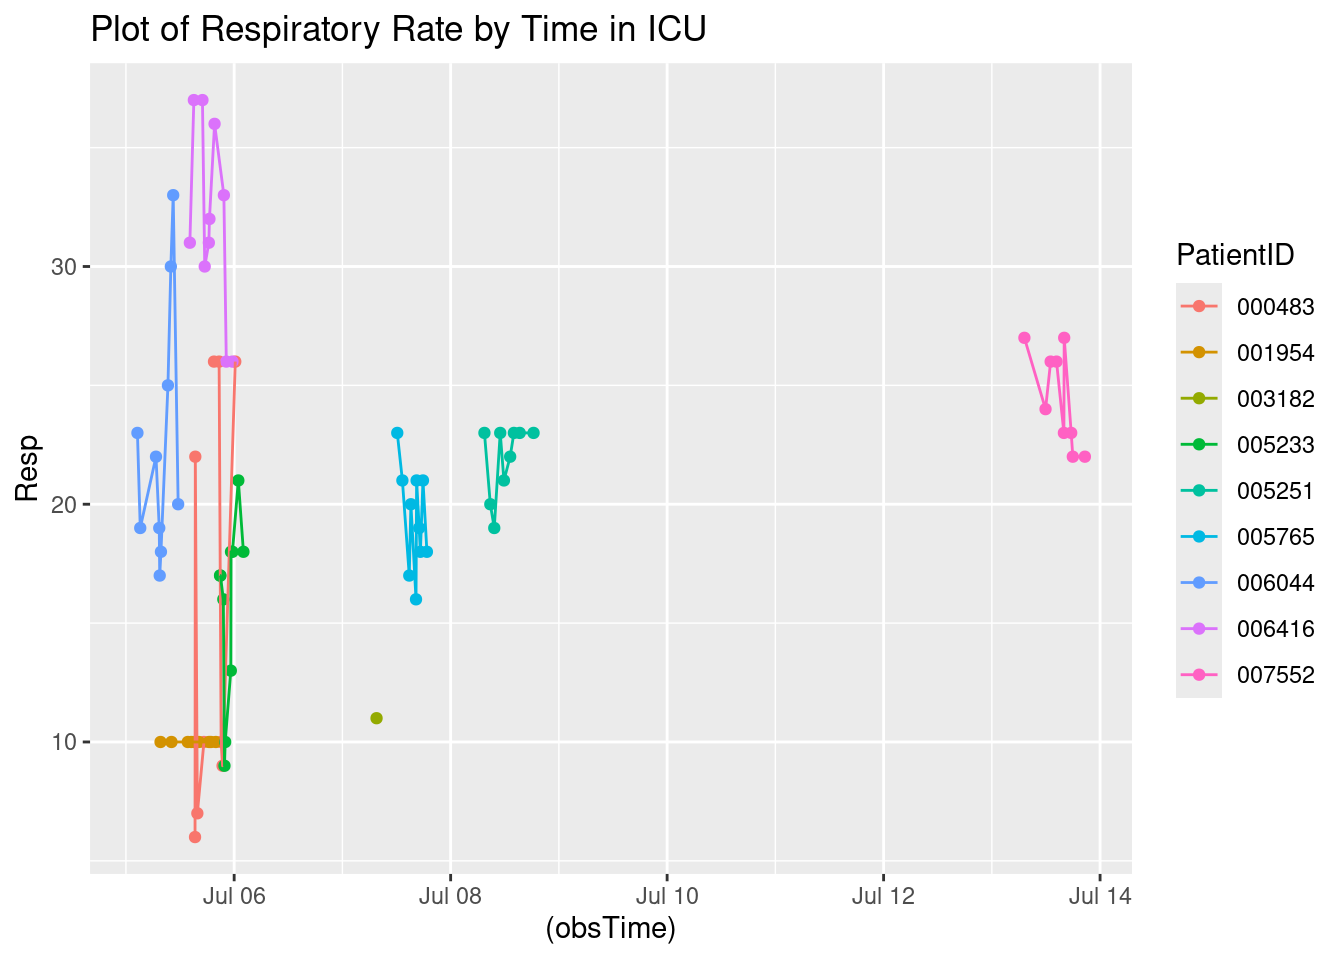 Plot of Respiratory Rate by Time in ICU
Resp
30
20
10
Jul 06
Jul 08
Jul 10
Jul 12
Jul 14
(obsTime)
PatientID
000483
001954
003182
005233
005251
005765
006044
006416
007552